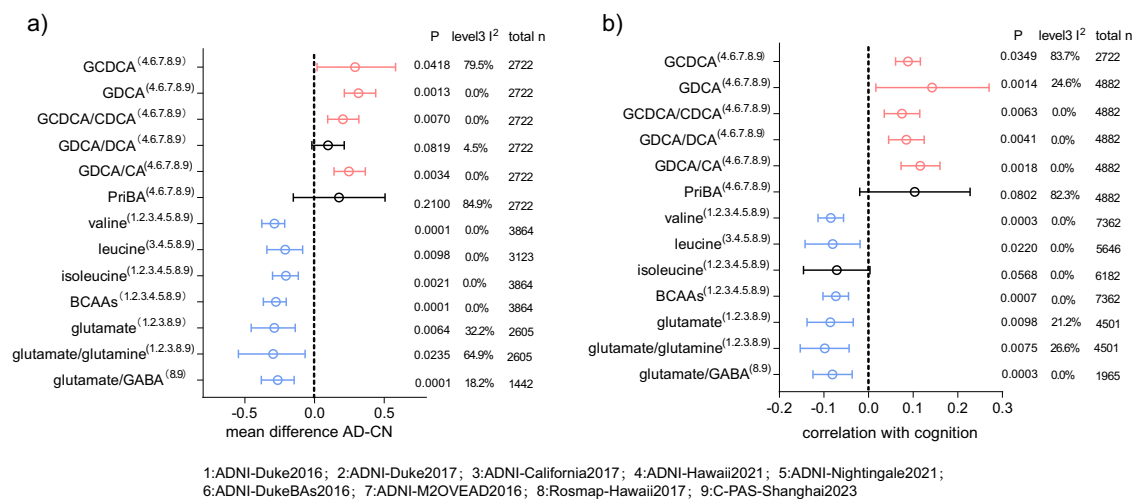 a)
P level3 I² total n
GCDCA(4.6.7.8.9) 0.0418 79.5% 2722
GDCA(4.6.7.8.9) 0.0013 0.0% 2722
GCDCA/CDCA(4.6.7.8.9) 0.0070 0.0% 2722
GDCA/DCA(4.6.7.8.9) 0.0819 4.5% 2722
GDCA/CA(4.6.7.8.9) 0.0034 0.0% 2722
PriBA(4.6.7.8.9) 0.2100 84.9% 2722
valine(1.2.3.4.5.8.9) 0.0001 0.0% 3864
leucine(3.4.5.8.9) 0.0098 0.0% 3123
isoleucine(1.2.3.4.5.8.9) 0.0021 0.0% 3864
BCAAs(1.2.3.4.5.8.9) 0.0001 0.0% 3864
glutamate(1.2.3.8.9) 0.0064 32.2% 2605
glutamate/glutamine(1.2.3.8.9) 0.0235 64.9% 2605
glutamate/GABA(8.9) 0.0001 18.2% 1442
-0.5 0.0 0.5
mean difference AD-CN
b)
P level3 I² total n
GCDCA(4.6.7.8.9) 0.0349 83.7% 2722
GDCA(4.6.7.8.9) 0.0014 24.6% 4882
GCDCA/CDCA(4.6.7.8.9) 0.0063 0.0% 4882
GDCA/DCA(4.6.7.8.9) 0.0041 0.0% 4882
GDCA/CA(4.6.7.8.9) 0.0018 0.0% 4882
PriBA(4.6.7.8.9) 0.0802 82.3% 4882
valine(1.2.3.4.5.8.9) 0.0003 0.0% 7362
leucine(3.4.5.8.9) 0.0220 0.0% 5646
isoleucine(1.2.3.4.5.8.9) 0.0568 0.0% 6182
BCAAs(1.2.3.4.5.8.9) 0.0007 0.0% 7362
glutamate(1.2.3.8.9) 0.0098 21.2% 4501
glutamate/glutamine(1.2.3.8.9) 0.0075 26.6% 4501
glutamate/GABA(8.9) 0.0003 0.0% 1965
-0.2 -0.1 0.0 0.1 0.2 0.3
correlation with cognition
1:ADNI-Duke2016; 2:ADNI-Duke2017; 3:ADNI-California2017; 4:ADNI-Hawaii2021; 5:ADNI-Nightingale2021;
6:ADNI-DukeBAs2016; 7:ADNI-M2OVEAD2016; 8:Rosmap-Hawaii2017; 9:C-PAS-Shanghai2023